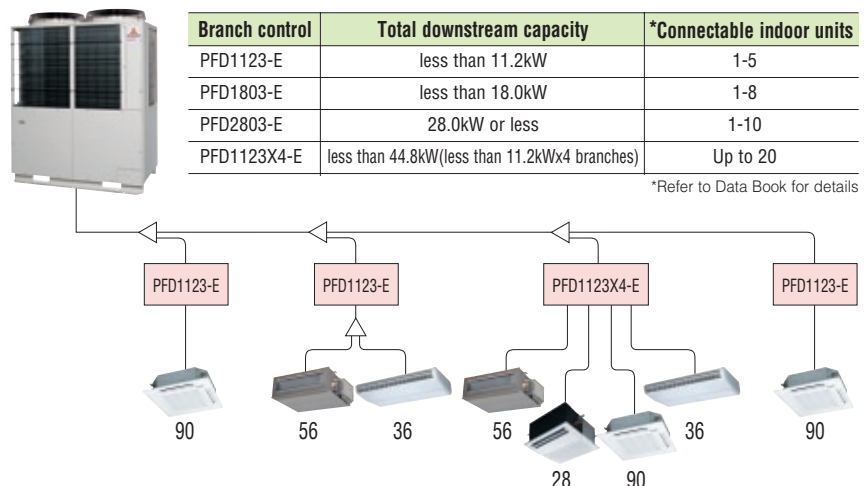 Branch control Total downstream capacity *Connectable indoor units
PFD1123-E less than 11.2kW 1-5
PFD1803-E less than 18.0kW 1-8
PFD2803-E 28.0kW or less 1-10
PFD1123X4-E less than 44.8kW(less than 11.2kWx4 branches) Up to 20
*Refer to Data Book for details
PFD1123-E PFD1123-E PFD1123X4-E PFD1123-E
90 56 36 56 36 90
28 90